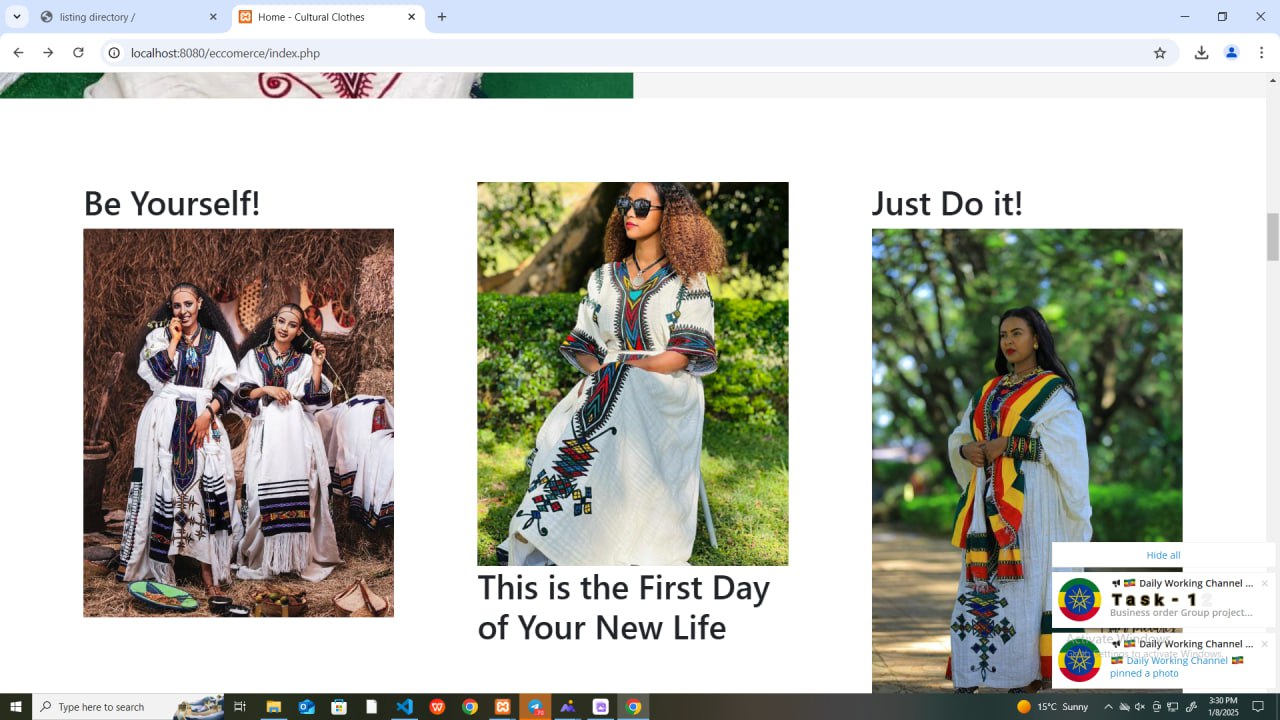 listing directory /
Home - Cultural Clothes
localhost:8080/eccomerce/index.php
Be Yourself!
This is the First Day
of Your New Life
Just Do it!
Hide all
Daily Working Channel ...
Task - 12
Business order Group project...
Activate Windows
Go to Settings to activate Windows.
Daily Working Channel ...
Daily Working Channel
pinned a photo
Type here to search
15°C Sunny
3:30 PM
1/8/2025